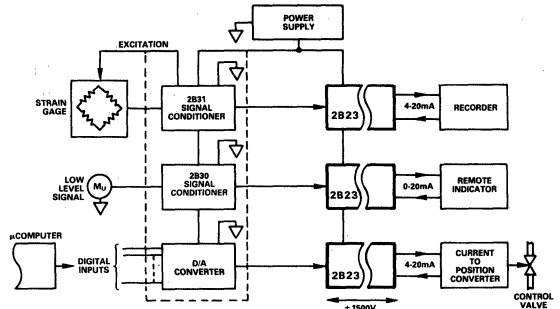 POWER
SUPPLY
EXCITATION
STRAIN
GAGE
2B31
SIGNAL
CONDITIONER
2B23
4-20mA
RECORDER
LOW
LEVEL
SIGNAL
MU
2B30
SIGNAL
CONDITIONER
2B23
0-20mA
REMOTE
INDICATOR
μCOMPUTER
DIGITAL
INPUTS
D/A
CONVERTER
2B23
4-20mA
CURRENT
TO
POSITION
CONVERTER
CONTROL
VALVE
±1500V